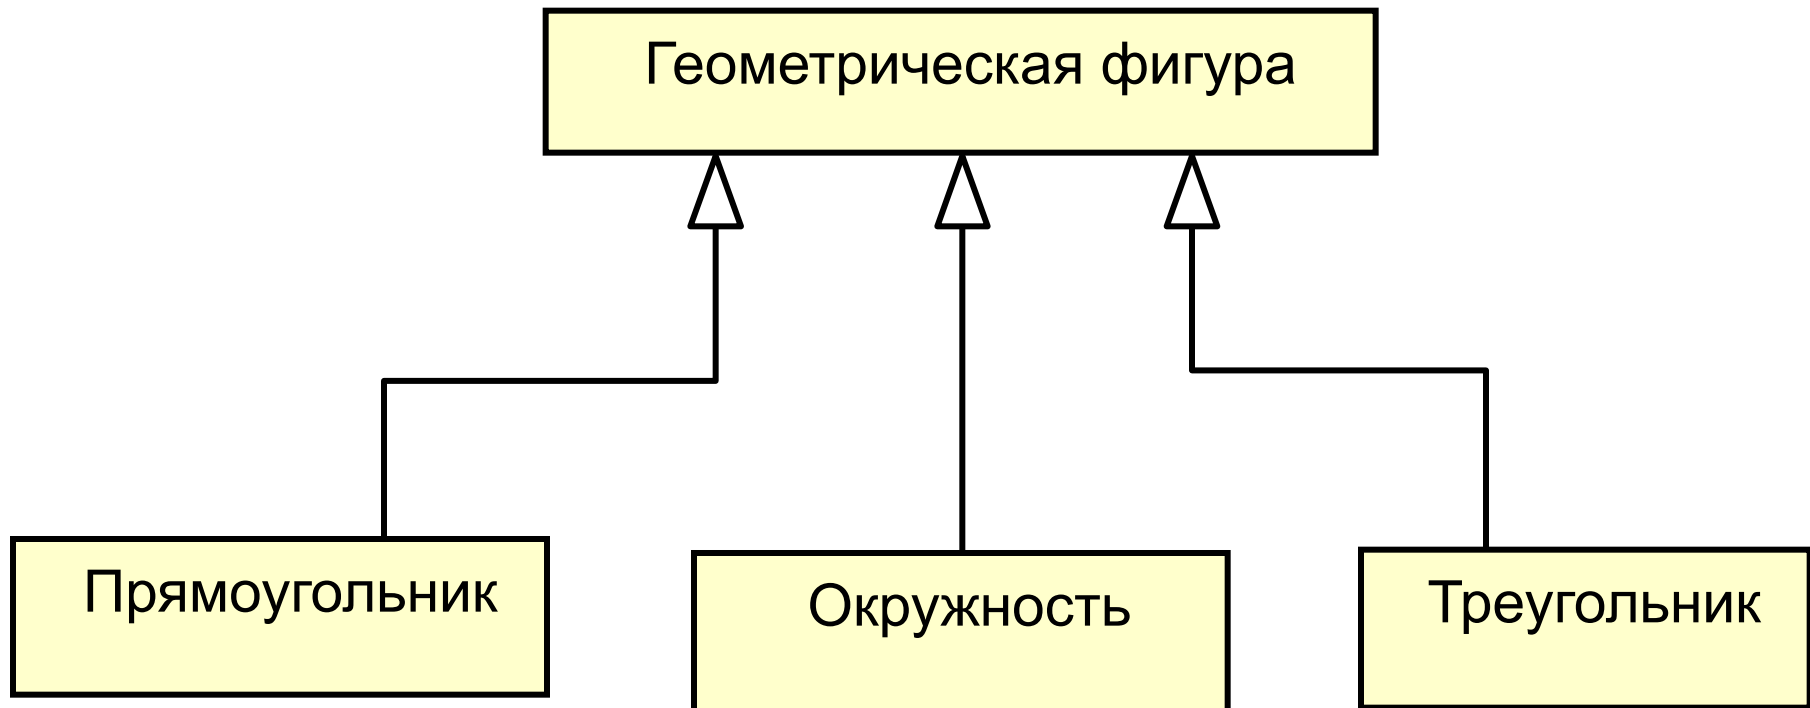 Геометрическая фигура
Прямоугольник
Окружность
Треугольник